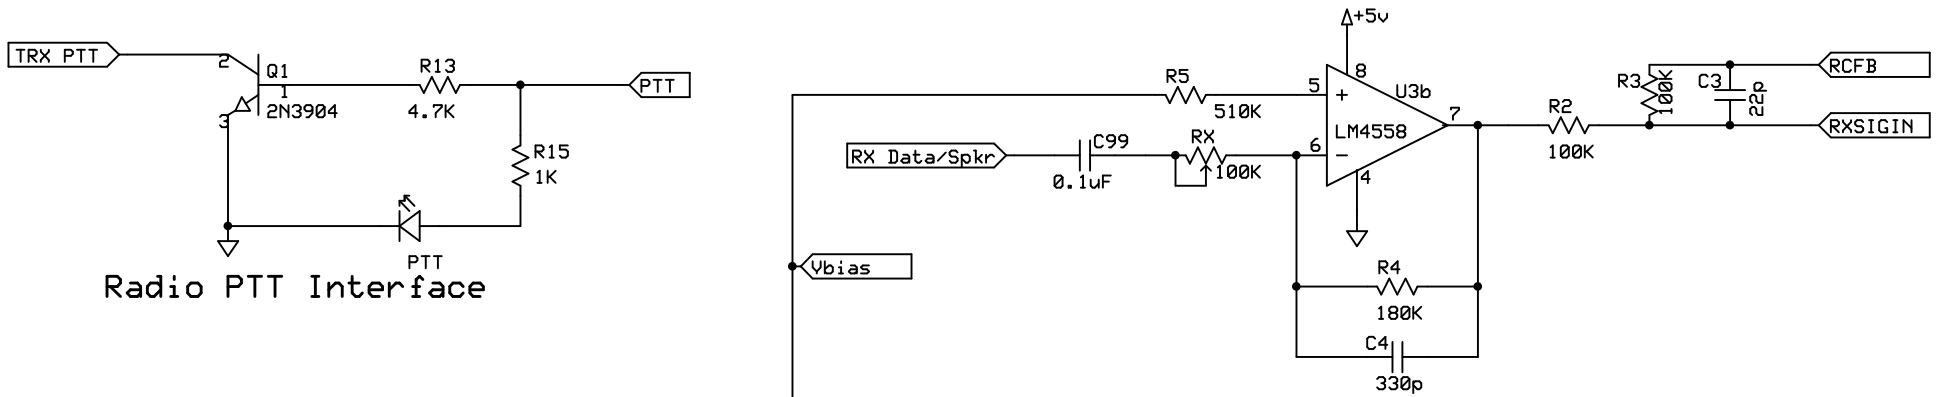 TRX PTT
2
Q1
1
2N3904
3
R13
4.7K
PTT
R15
1K
PTT
Radio PTT Interface
+5v
8
R5
510K
5
+
U3b
LM4558
7
6
-
4
RX Data/Spkr
C99
0.1uF
RX
100K
Vbias
R4
180K
C4
330p
R2
100K
R3
100K
C3
22p
RCFB
RXSIGIN